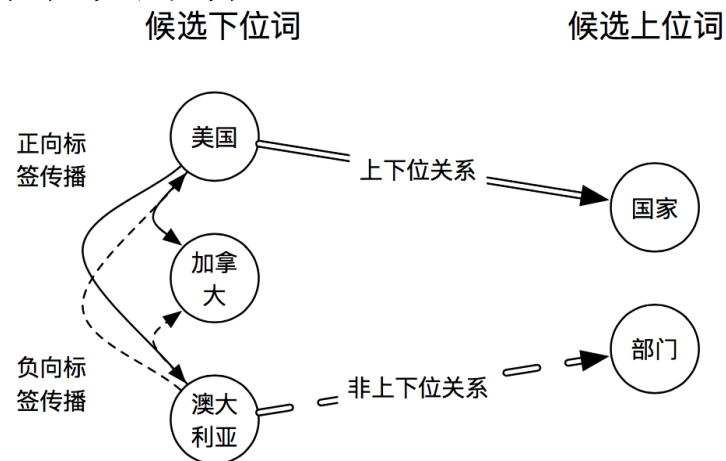 候选下位词
候选上位词
正向标
签传播
美国
上下位关系
国家
加拿
大
负向标
签传播
澳大
利亚
非上下位关系
部门